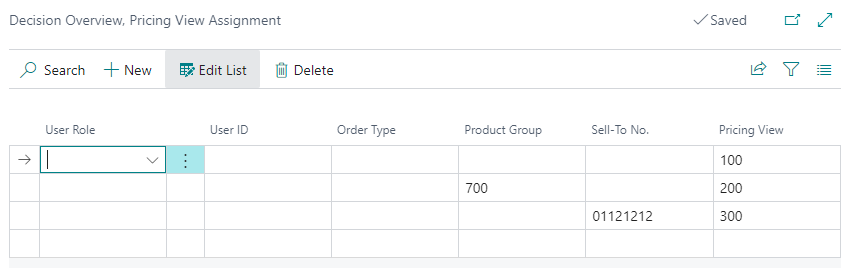 Decision Overview, Pricing View Assignment
Saved
Search
New
Edit List
Delete
User Role User ID Order Type Product Group Sell-To No. Pricing View
100
700 200
01121212 300